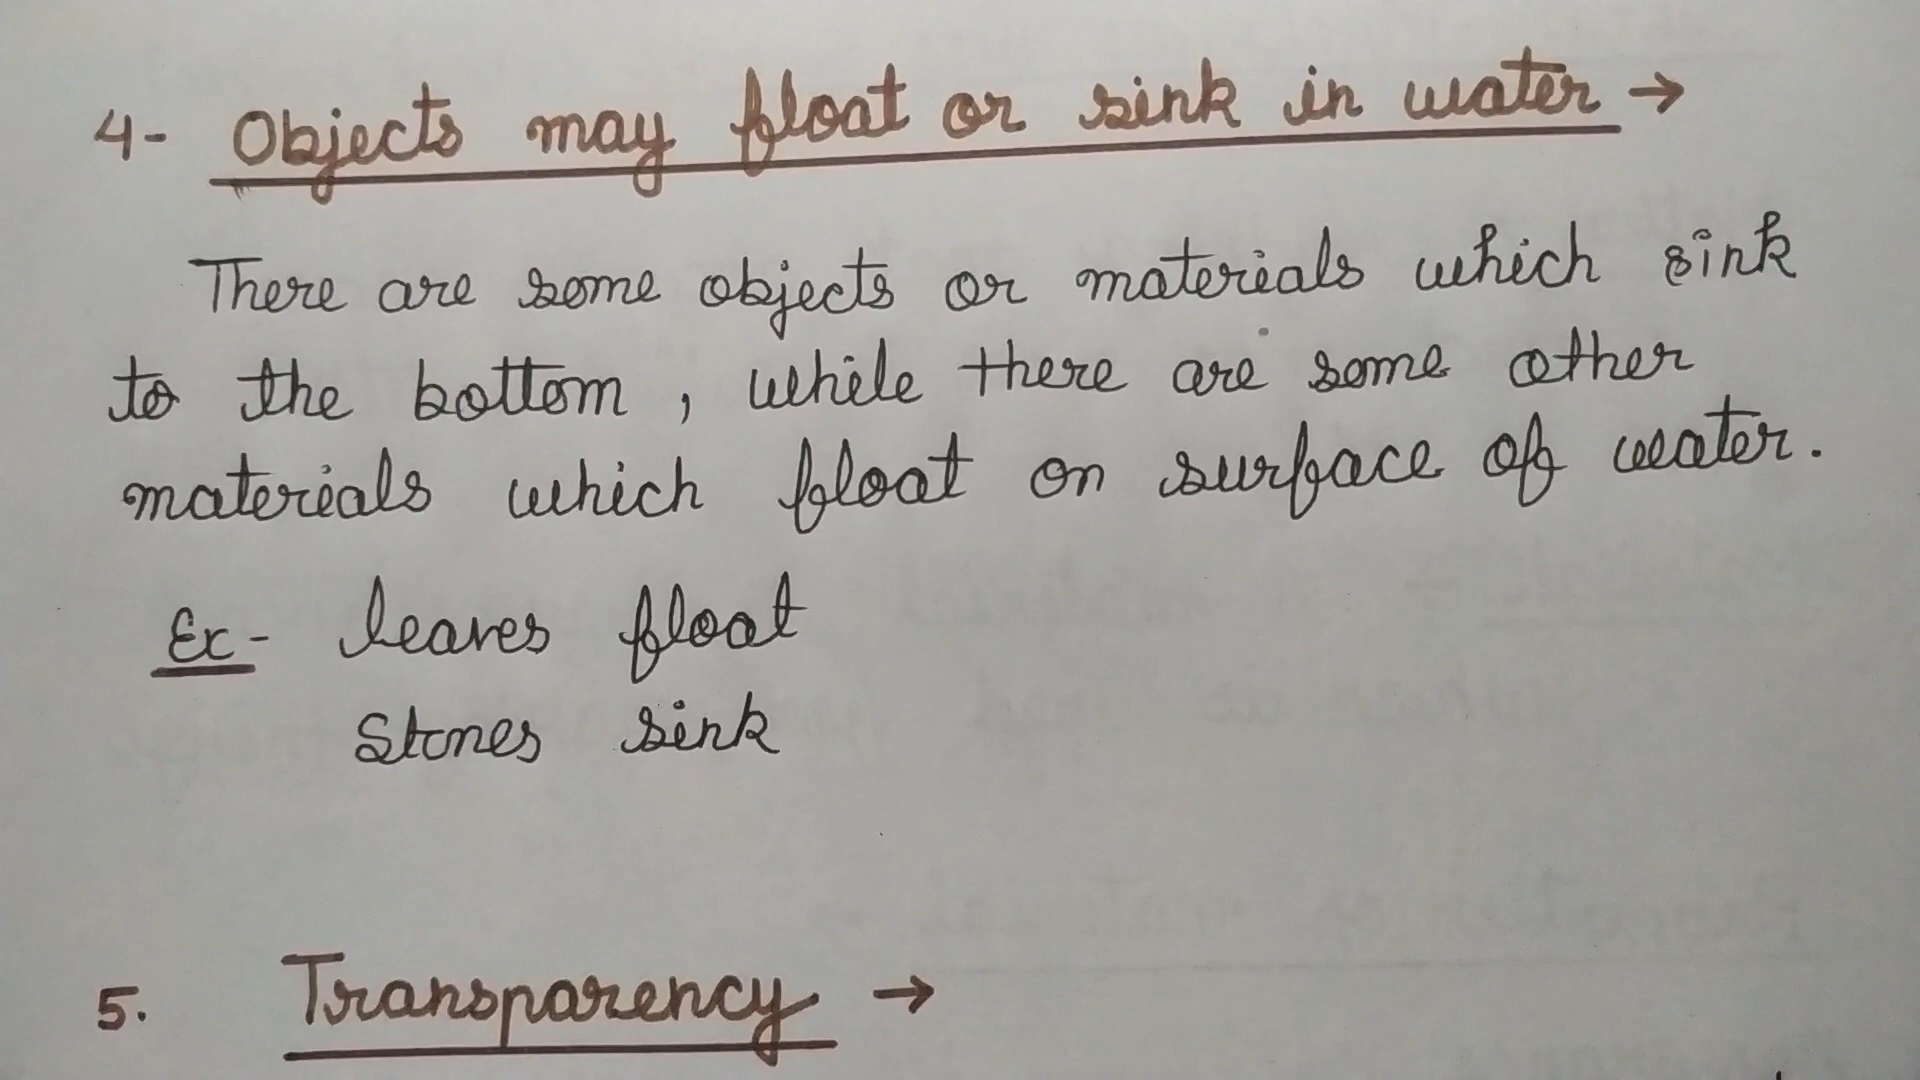 4- Objects may float or sink in water →
There are some objects or materials which sink
to the bottom, while there are some other
materials which float on surface of water.
Ex- leaves float
Stones sink
5. Transparency →